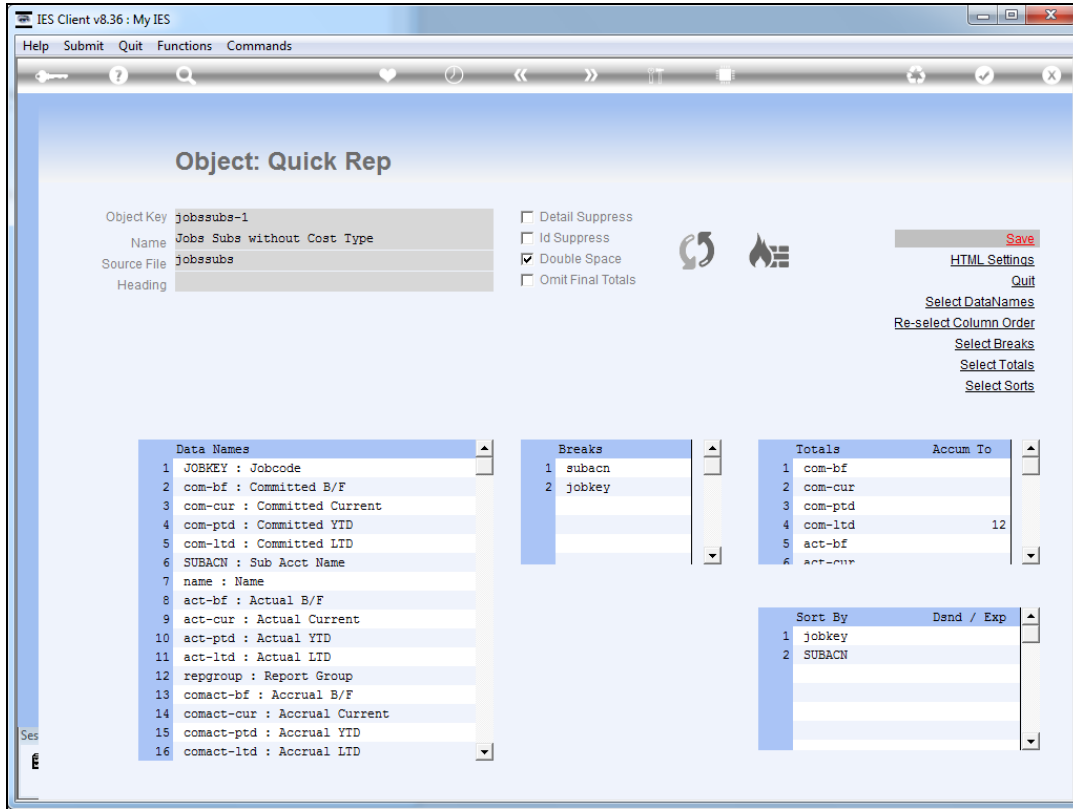 IES Client v8.36 : My IES
Help Submit Quit Functions Commands
Object: Quick Rep
Object Key jobssubs-1
Name Jobs Subs without Cost Type
Source File jobssubs
Heading
Detail Suppress
Id Suppress
Double Space
Omit Final Totals
Save
HTML Settings
Quit
Select DataNames
Re-select Column Order
Select Breaks
Select Totals
Select Sorts
Data Names
1 JOBKEY : Jobcode
2 com-bf : Committed B/F
3 com-cur : Committed Current
4 com-ptd : Committed YTD
5 com-ltd : Committed LTD
6 SUBACN : Sub Acct Name
7 name : Name
8 act-bf : Actual B/F
9 act-cur : Actual Current
10 act-ptd : Actual YTD
11 act-ltd : Actual LTD
12 repgroup : Report Group
13 comact-bf : Accrual B/F
14 comact-cur : Accrual Current
15 comact-ptd : Accrual YTD
16 comact-ltd : Accrual LTD
Breaks
1 subacn
2 jobkey
Totals Accum To
1 com-bf
2 com-cur
3 com-ptd
4 com-ltd 12
5 act-bf
6 act-cur
Sort By Dsnd / Exp
1 jobkey
2 SUBACN
Ses